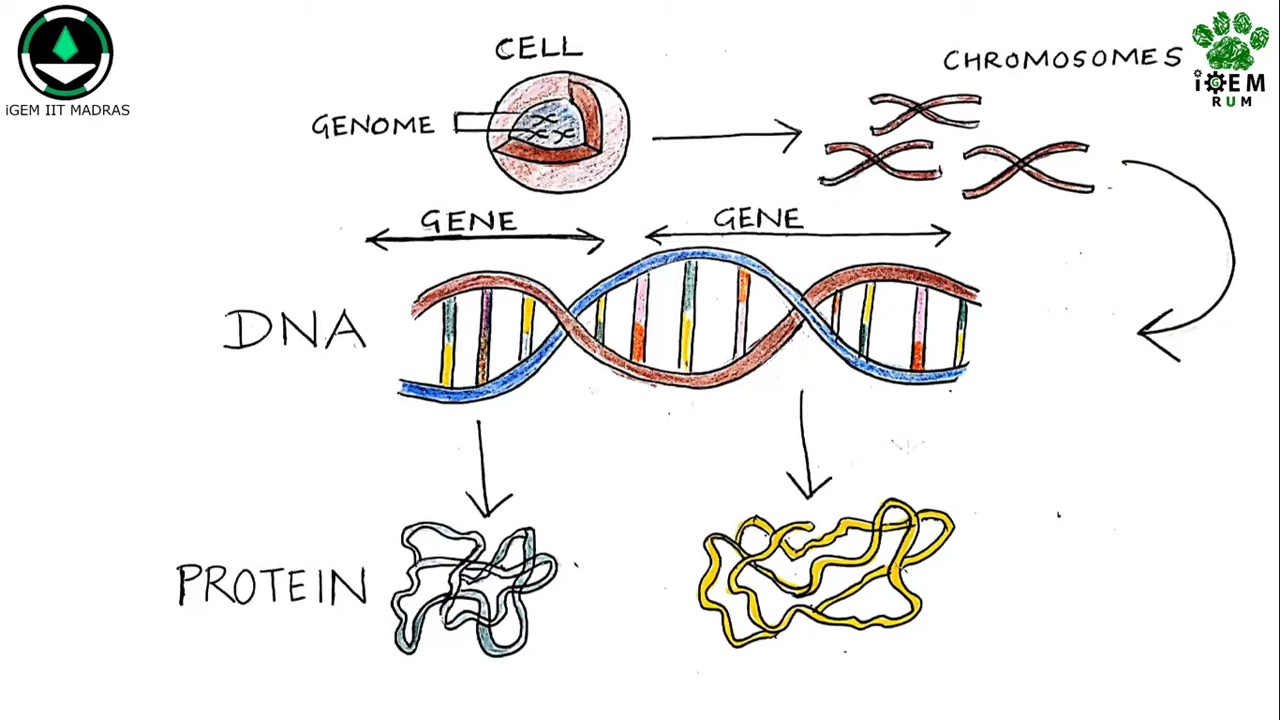 iGEM IIT MADRAS
CELL
CHROMOSOMES
iGEM
RUM
GENOME
GENE
GENE
DNA
PROTEIN